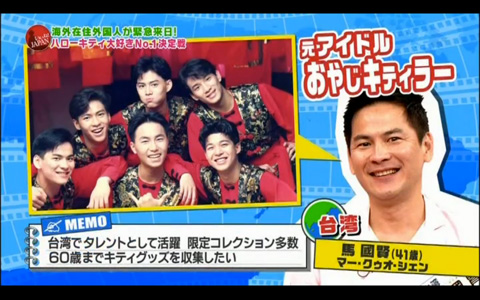 JAPAN
海外在住外国人が緊急来日!
ハローキティ大好きNo.1決定戦
元アイドル
おやじキティラー
MEMO
台湾でタレントとして活躍 限定コレクション多数
60歳までキティグッズを収集したい
台湾
馬 國賢(41歳)
マー・クゥオ・シェン